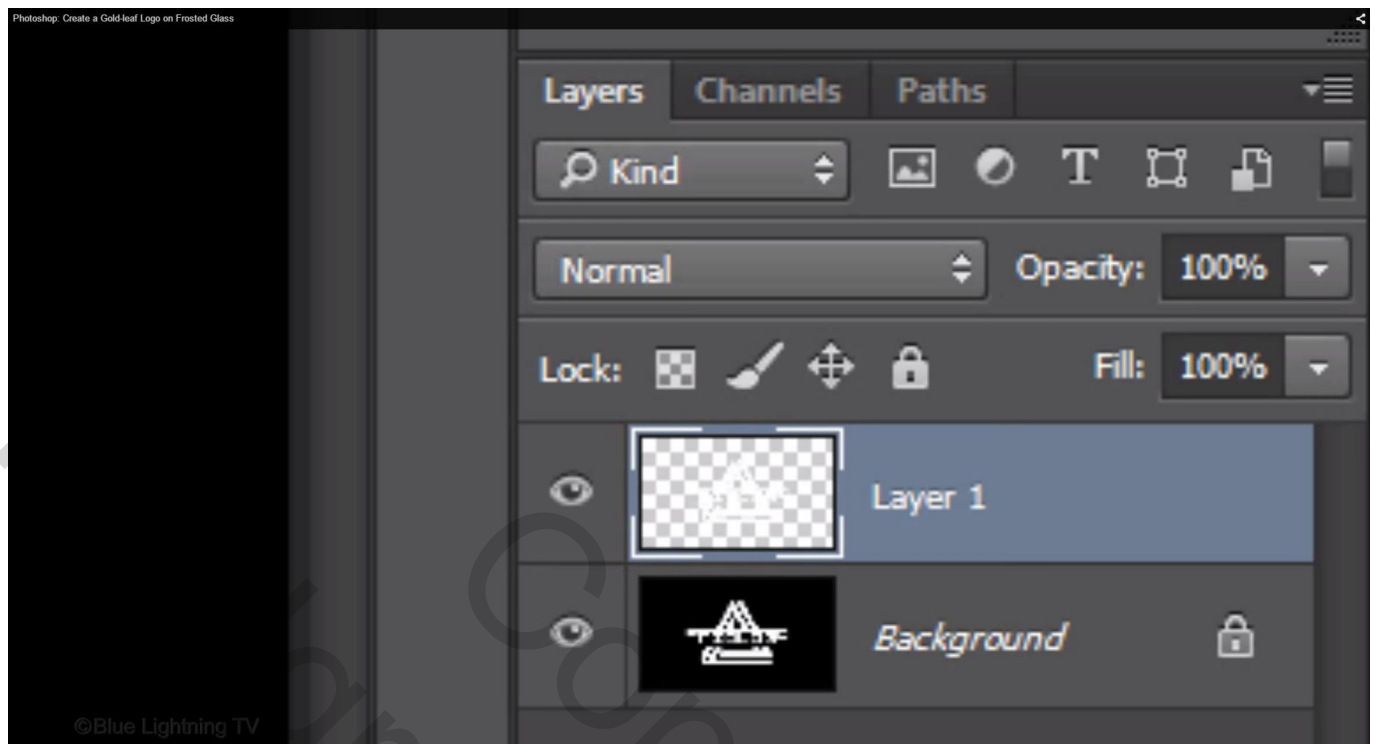 Photoshop: Create a Gold-leaf Logo on Frosted Glass
Layers Channels Paths
Kind T
Normal Opacity: 100%
Lock: Fill: 100%
Layer 1
Background
©Blue Lightning TV